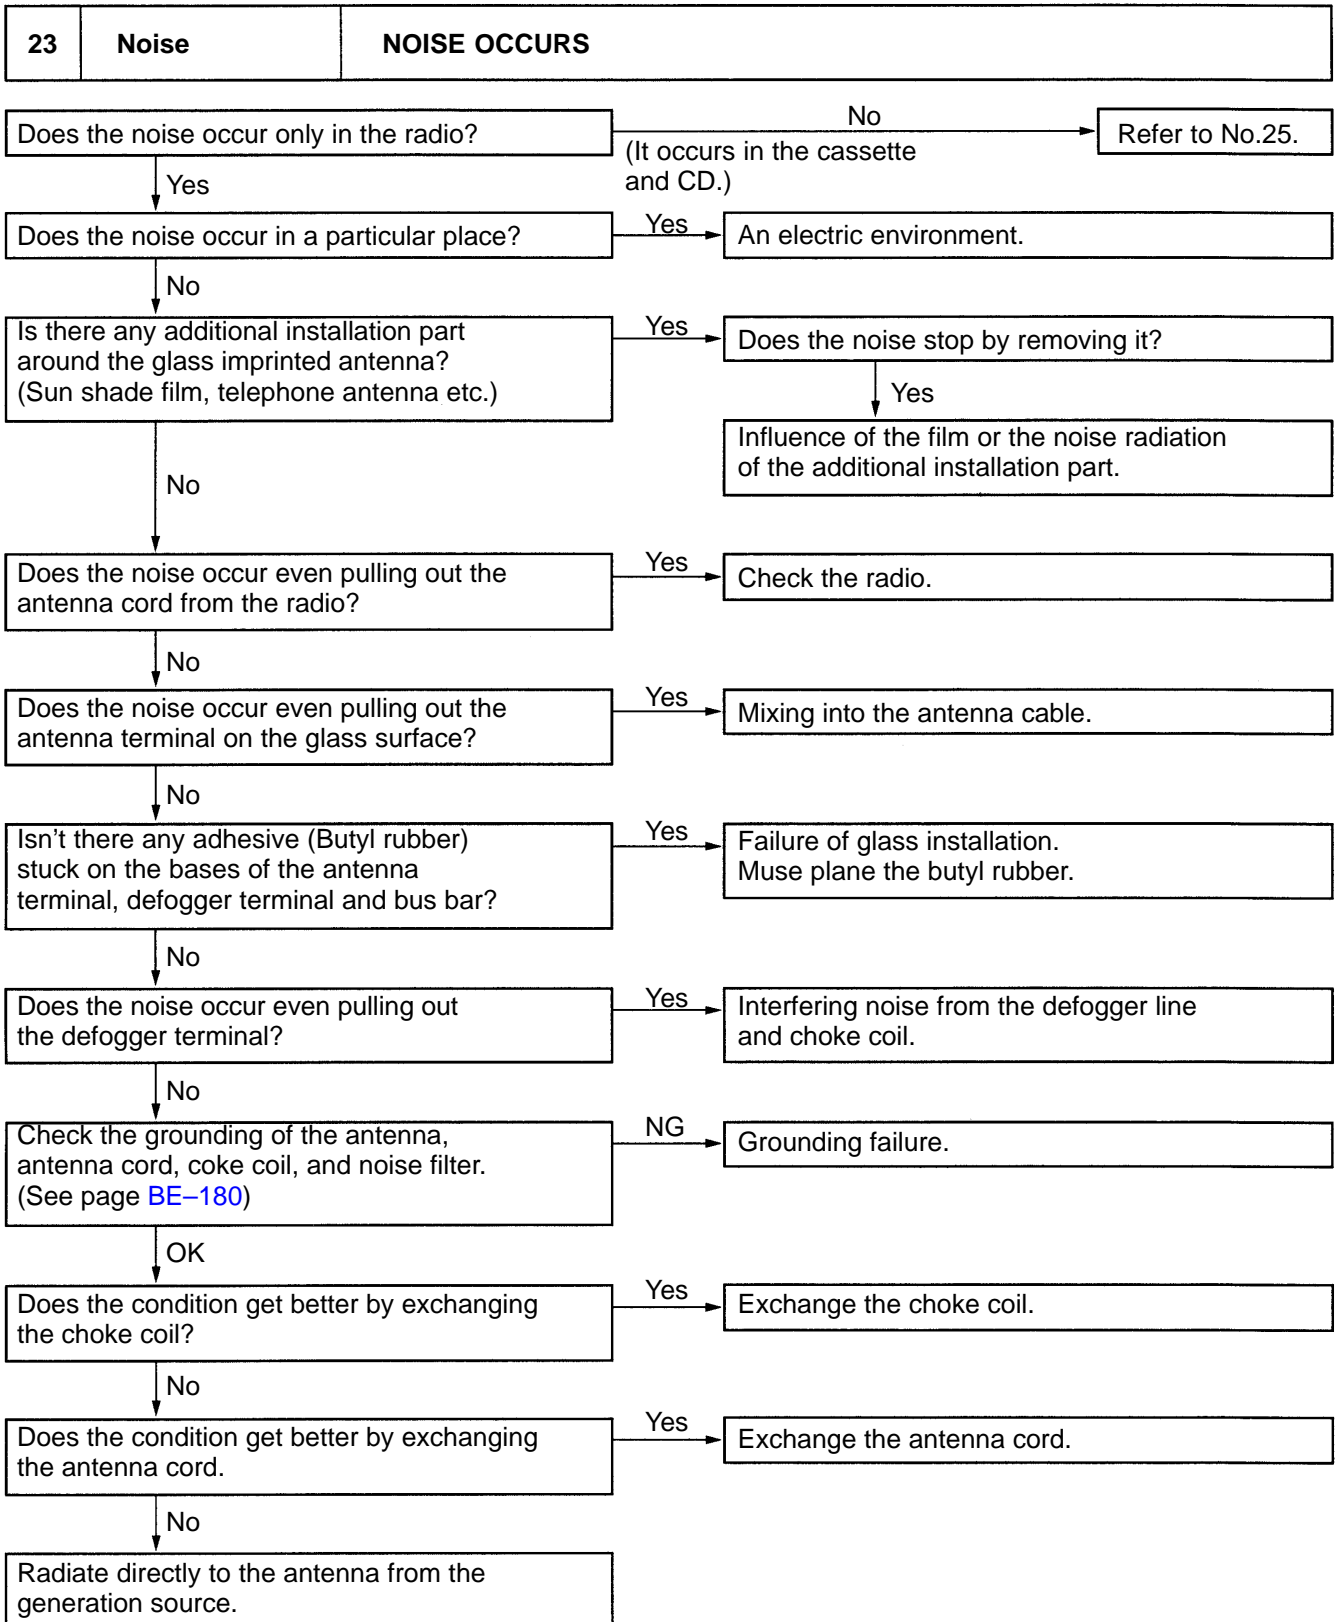 23 Noise NOISE OCCURS
Does the noise occur only in the radio?
No
(It occurs in the cassette
and CD.)
Refer to No.25.
Yes
Does the noise occur in a particular place?
Yes
An electric environment.
No
Is there any additional installation part
around the glass imprinted antenna?
(Sun shade film, telephone antenna etc.)
Yes
Does the noise stop by removing it?
Yes
Influence of the film or the noise radiation
of the additional installation part.
No
Does the noise occur even pulling out the
antenna cord from the radio?
Yes
Check the radio.
No
Does the noise occur even pulling out the
antenna terminal on the glass surface?
Yes
Mixing into the antenna cable.
No
Isn't there any adhesive (Butyl rubber)
stuck on the bases of the antenna
terminal, defogger terminal and bus bar?
Yes
Failure of glass installation.
Muse plane the butyl rubber.
No
Does the noise occur even pulling out
the defogger terminal?
Yes
Interfering noise from the defogger line
and choke coil.
No
Check the grounding of the antenna,
antenna cord, coke coil, and noise filter.
(See page BE–180)
NG
Grounding failure.
OK
Does the condition get better by exchanging
the choke coil?
Yes
Exchange the choke coil.
No
Does the condition get better by exchanging
the antenna cord.
Yes
Exchange the antenna cord.
No
Radiate directly to the antenna from the
generation source.